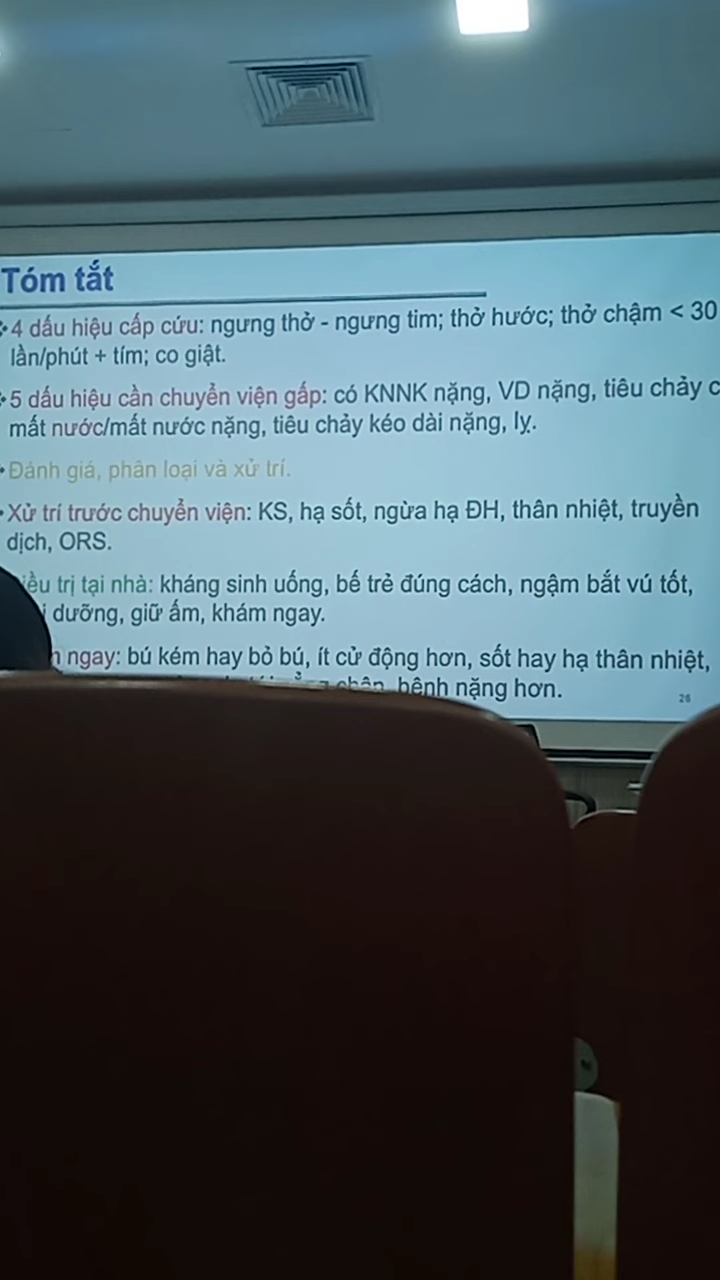 Tóm tắt
4 dấu hiệu cấp cứu: ngưng thở - ngưng tim; thở hước; thở chậm < 30
lần/phút + tím; co giật.
5 dấu hiệu cần chuyển viện gấp: có KNNK nặng, VD nặng, tiêu chảy
mất nước/mất nước nặng, tiêu chảy kéo dài nặng, lỵ.
Đánh giá, phân loại và xử trí.
Xử trí trước chuyển viện: KS, hạ sốt, ngừa hạ ĐH, thân nhiệt, truyền
dịch, ORS.
trị tại nhà: kháng sinh uống, bế trẻ đúng cách, ngậm bắt vú tốt,
dưỡng, giữ ấm, khám ngay.
ngay: bú kém hay bỏ bú, ít cử động hơn, sốt hay hạ thân nhiệt,
chân, bệnh nặng hơn.
26